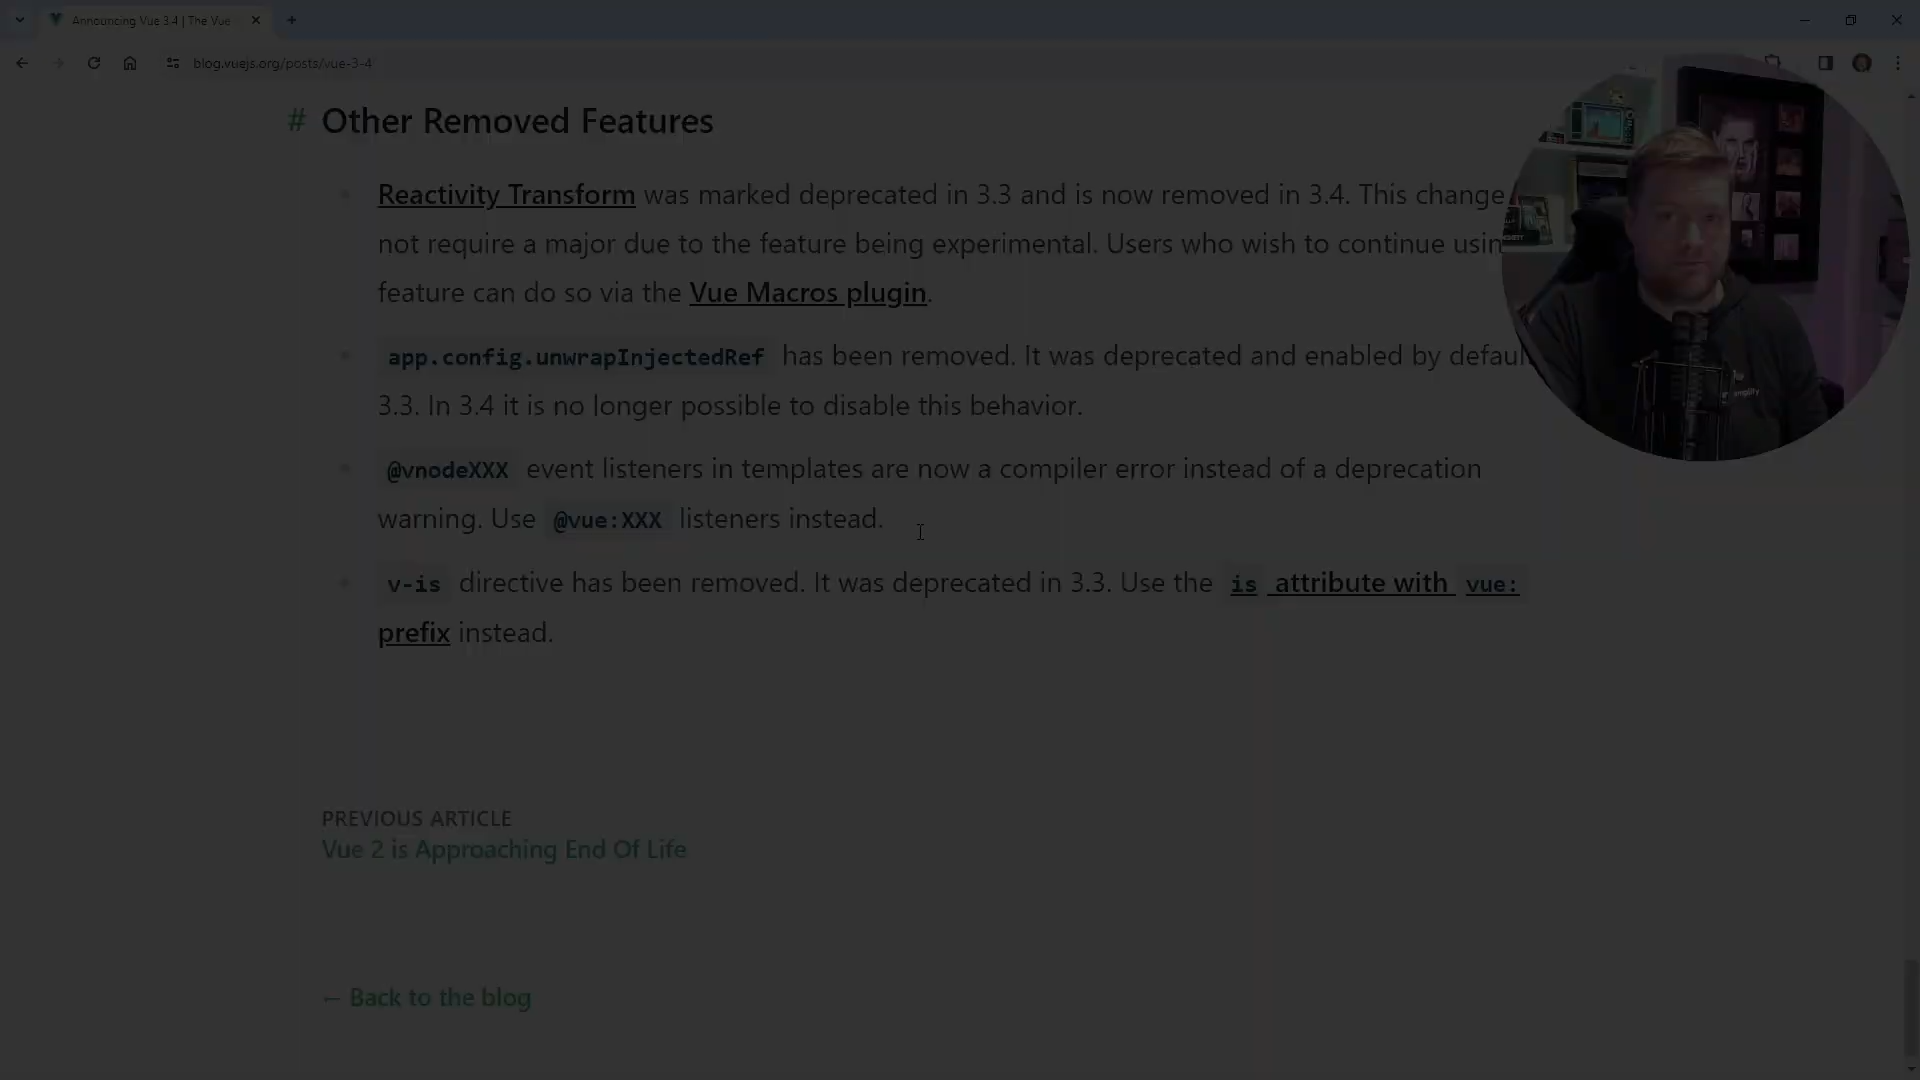 Announcing Vue 3.4 | The Vue
blog.vuejs.org/posts/vue-3-4
# Other Removed Features
Reactivity Transform was marked deprecated in 3.3 and is now removed in 3.4. This change
not require a major due to the feature being experimental. Users who wish to continue usin
feature can do so via the Vue Macros plugin.
app.config.unwrapInjectedRef has been removed. It was deprecated and enabled by defaul
3.3. In 3.4 it is no longer possible to disable this behavior.
@vnodeXXX event listeners in templates are now a compiler error instead of a deprecation
warning. Use @vue:XXX listeners instead.
v-is directive has been removed. It was deprecated in 3.3. Use the is attribute with vue:
prefix instead.
PREVIOUS ARTICLE
Vue 2 is Approaching End Of Life
← Back to the blog